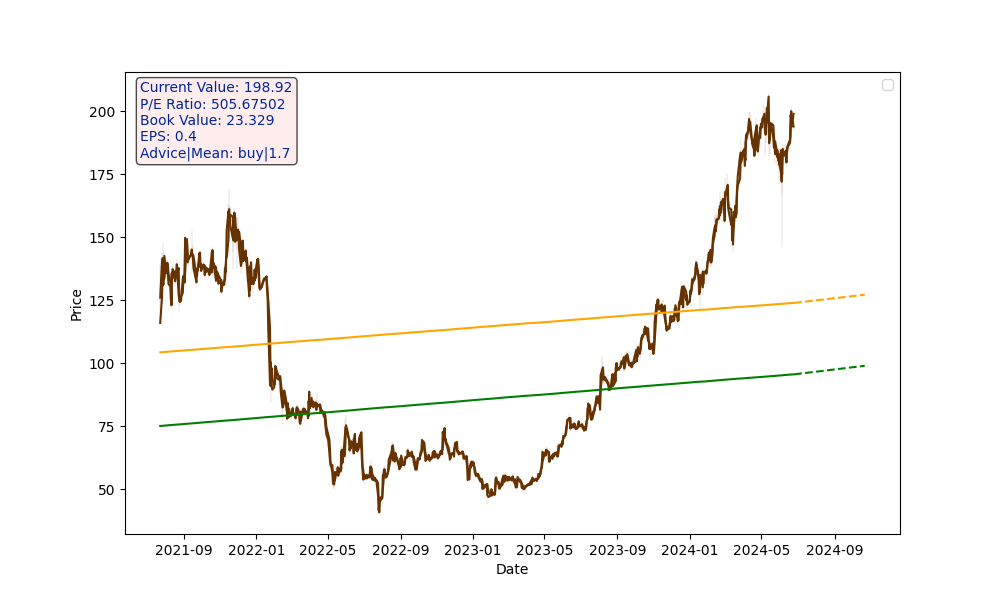 Current Value: 198.92
P/E Ratio: 505.67502
Book Value: 23.329
EPS: 0.4
Advice|Mean: buy|1.7
200
175
150
125
100
75
50
Price
2021-09 2022-01 2022-05 2022-09 2023-01 2023-05 2023-09 2024-01 2024-05 2024-09
Date